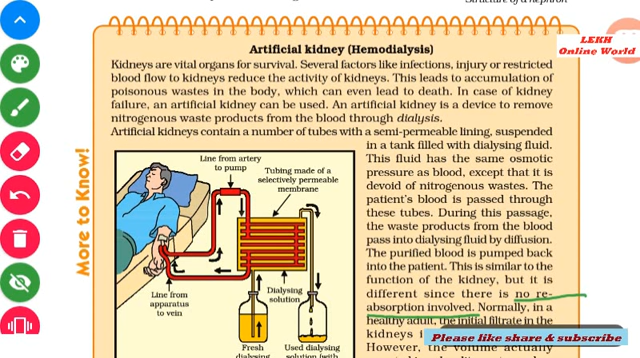 Structure of a nephron
LEKH
Online World
Artificial kidney (Hemodialysis)
Kidneys are vital organs for survival. Several factors like infections, injury or restricted
blood flow to kidneys reduce the activity of kidneys. This leads to accumulation of
poisonous wastes in the body, which can even lead to death. In case of kidney
failure, an artificial kidney can be used. An artificial kidney is a device to remove
nitrogenous waste products from the blood through dialysis.
Artificial kidneys contain a number of tubes with a semi-permeable lining, suspended
in a tank filled with dialysing fluid.
This fluid has the same osmotic
pressure as blood, except that it is
devoid of nitrogenous wastes. The
patient's blood is passed through
these tubes. During this passage,
the waste products from the blood
pass into dialysing fluid by diffusion.
The purified blood is pumped back
into the patient. This is similar to the
function of the kidney, but it is
different since there is no re-
absorption involved. Normally, in a
healthy adult, the initial filtrate in the
kidneys
However, the volume actually
More to Know!
Line from artery
to pump
Tubing made of a
selectively permeable
membrane
Line from
apparatus
to vein
Dialysing
solution
Fresh
dialysing
Used dialysing
solution (with
Please like share & subscribe